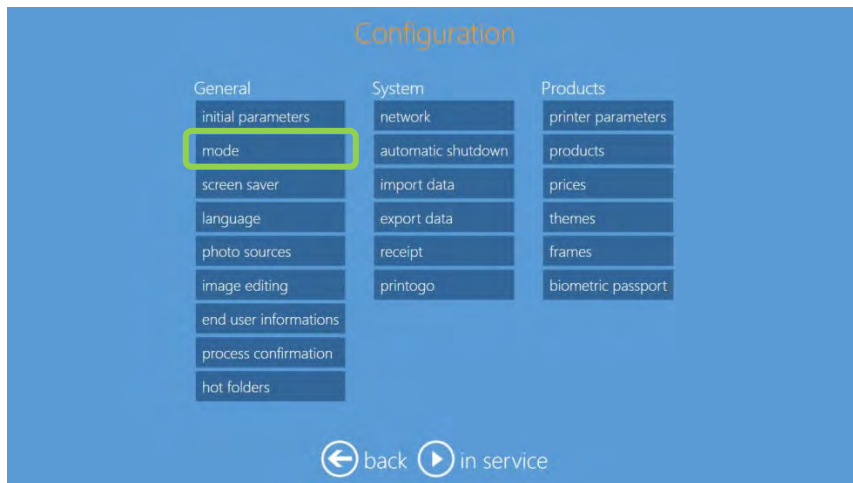 Configuration
General
initial parameters
mode
screen saver
language
photo sources
image editing
end user informations
process confirmation
hot folders
System
network
automatic shutdown
import data
export data
receipt
printogo
Products
printer parameters
products
prices
themes
frames
biometric passport
back in service